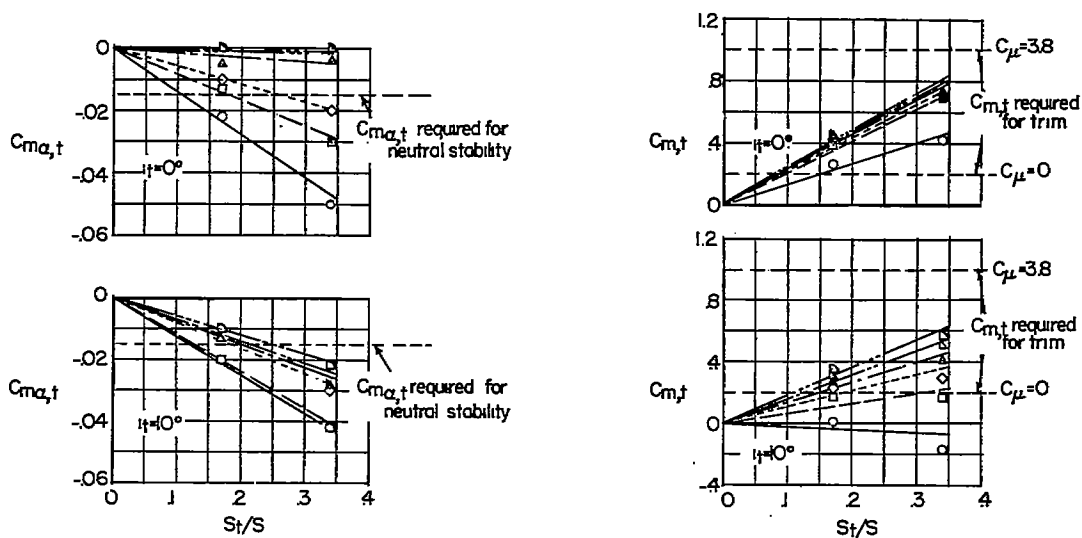 0
-.02
Cmα,t
-.04
-.06
it=0°
Cmα,t required for
neutral stability
0
-.02
Cmα,t
-.04
-.06
it=10°
Cmα,t required for
neutral stability
0 .1 .2 .3 .4
St/S
1.2
.8
Cm,t
.4
0
it=0°
Cμ=3.8
Cm,t required
for trim
Cμ=0
1.2
.8
Cm,t
.4
0
-.4
it=10°
Cμ=3.8
Cm,t required
for trim
Cμ=0
0 .1 .2 .3 .4
St/S